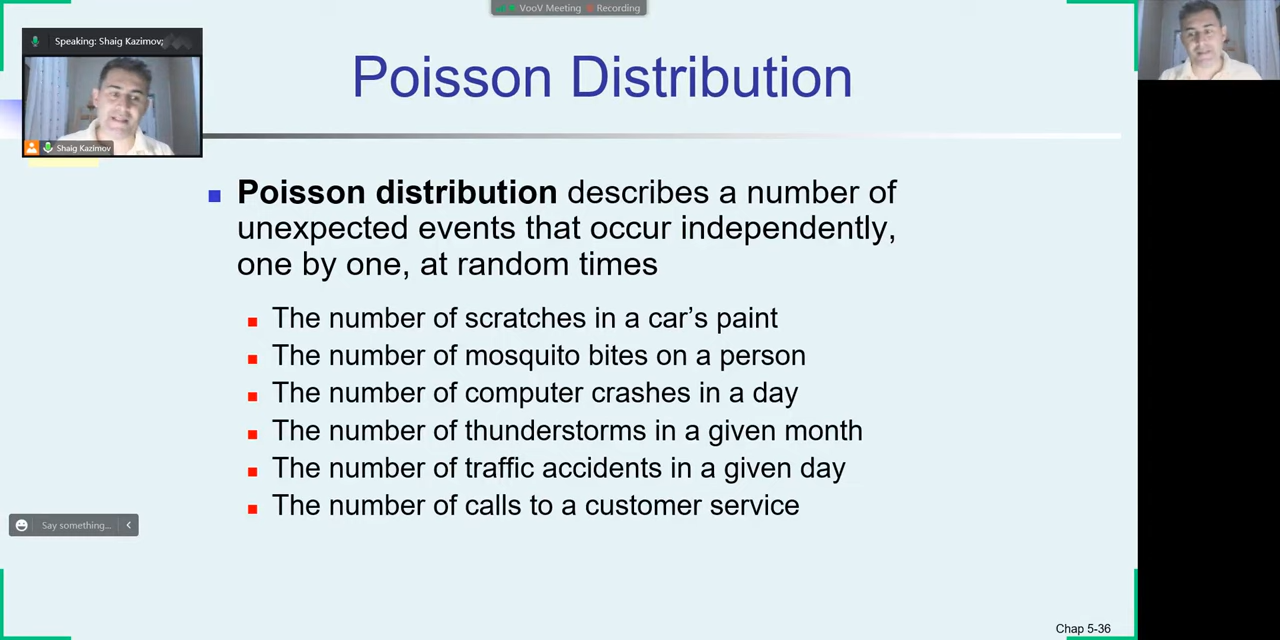 VooV Meeting Recording
Speaking: Shaig Kazimov;
Shaig Kazimov
Poisson Distribution
Poisson distribution describes a number of
unexpected events that occur independently,
one by one, at random times
The number of scratches in a car’s paint
The number of mosquito bites on a person
The number of computer crashes in a day
The number of thunderstorms in a given month
The number of traffic accidents in a given day
The number of calls to a customer service
Say something...
Chap 5-36